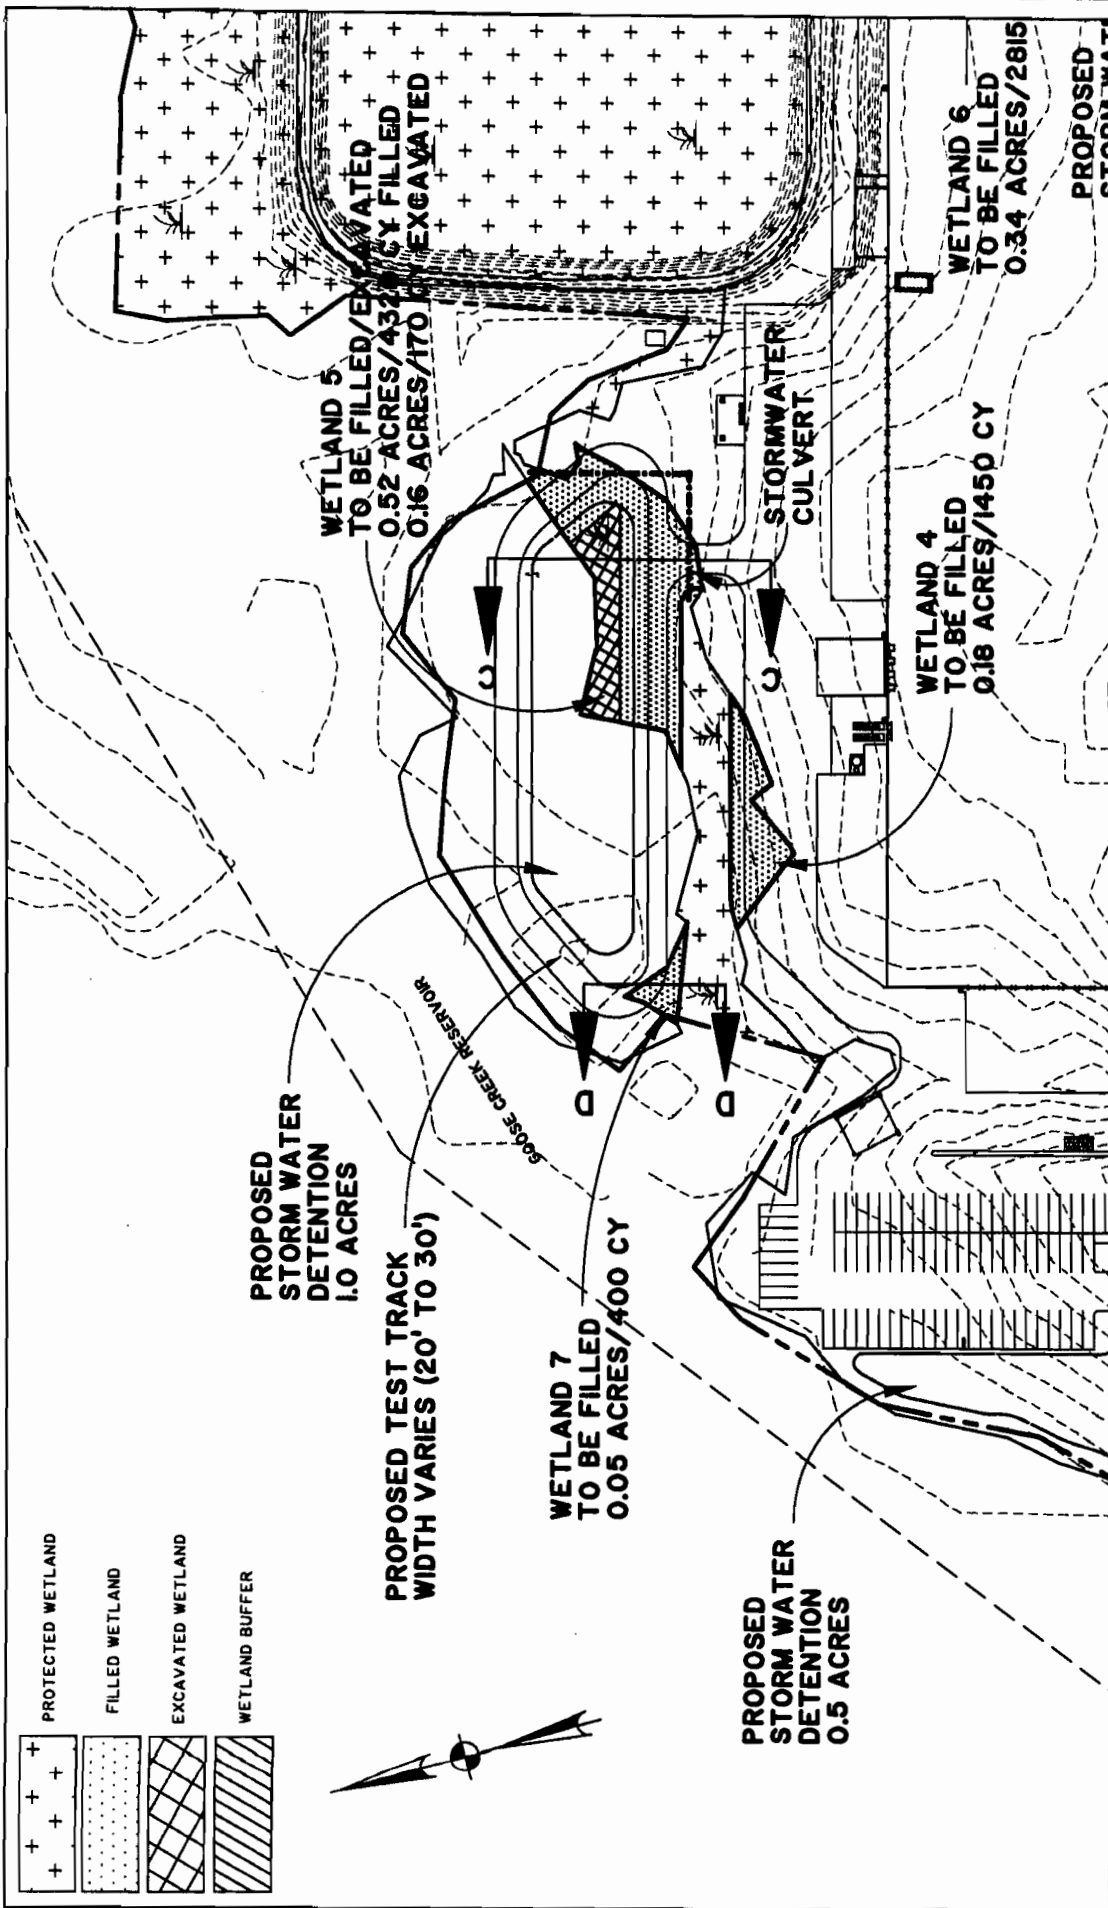 PROTECTED WETLAND
FILLED WETLAND
EXCAVATED WETLAND
WETLAND BUFFER
PROPOSED
STORM WATER
DETENTION
1.0 ACRES
PROPOSED TEST TRACK
WIDTH VARIES (20' TO 30')
GOOSE CREEK RESERVOIR
WETLAND 7
TO BE FILLED
0.05 ACRES/400 CY
PROPOSED
STORM WATER
DETENTION
0.5 ACRES
WETLAND 5
TO BE FILLED/EXCAVATED
0.52 ACRES/ CY FILLED
0.16 ACRES/170 CY EXCAVATED
C
C
D
D
STORMWATER
CULVERT
WETLAND 4
TO BE FILLED
0.18 ACRES/1450 CY
WETLAND 6
TO BE FILLED
0.34 ACRES/2815
PROPOSED